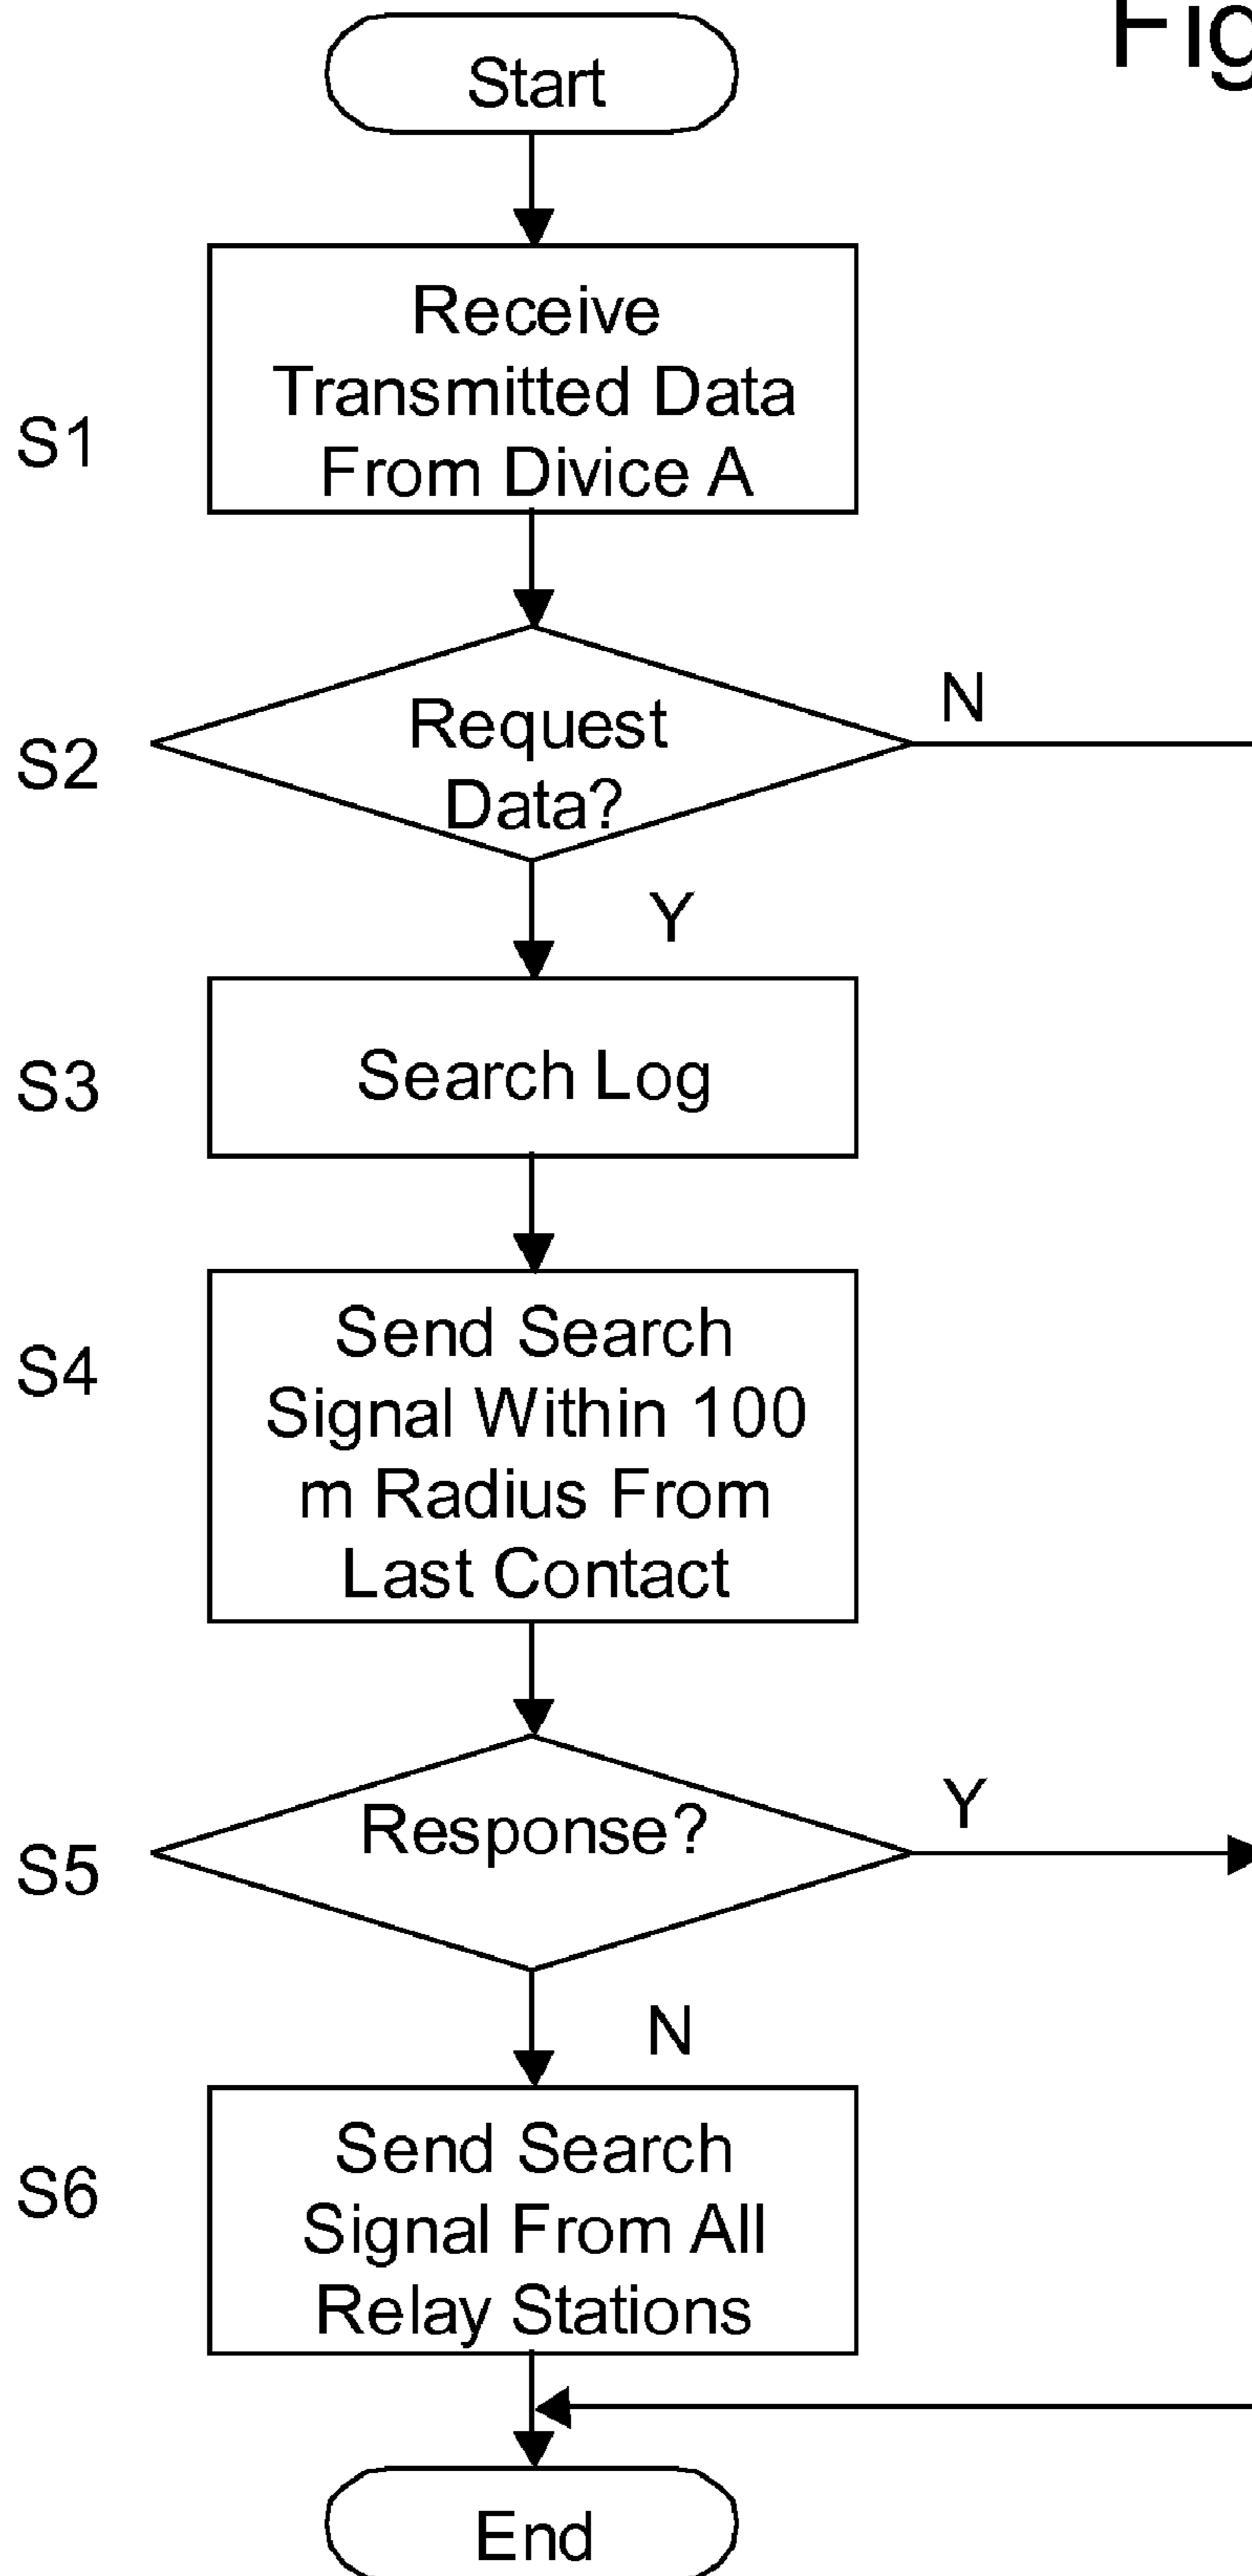 Fig
Start
S1
Receive
Transmitted Data
From Divice A
S2
Request
Data?
N
Y
S3
Search Log
S4
Send Search
Signal Within 100
m Radius From
Last Contact
S5
Response?
Y
N
S6
Send Search
Signal From All
Relay Stations
End